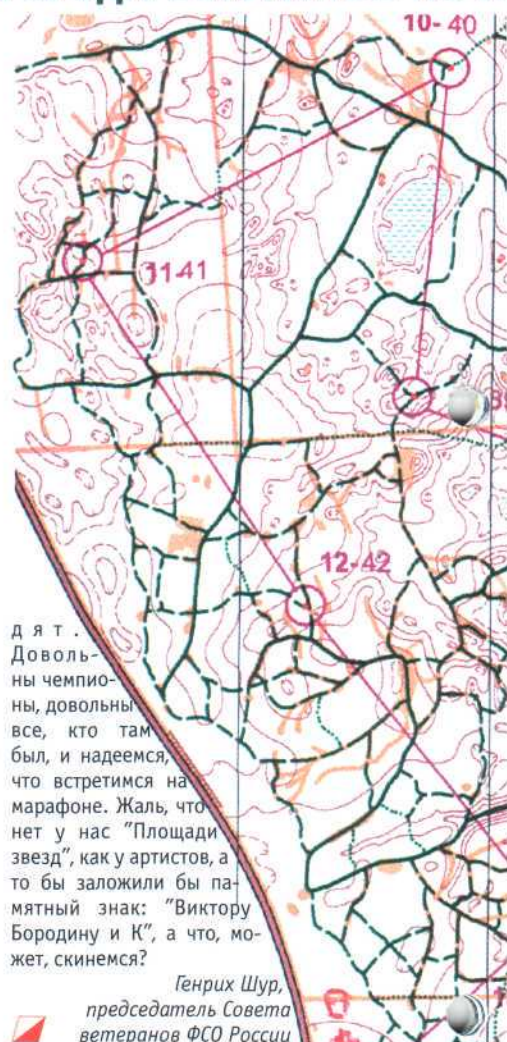 10-40
11-41
12-42
дят.
Доволь-
ны чемпио-
ны, довольны
все, кто там
был, и надеемся,
что встретимся на
марафоне. Жаль, что
нет у нас "Площади
звезд", как у артистов, а
то бы заложили бы па-
мятный знак: "Виктору
Бородину и К", а что, мо-
жет, скинемся?
Генрих Шур,
председатель Совета
ветеранов ФСО России